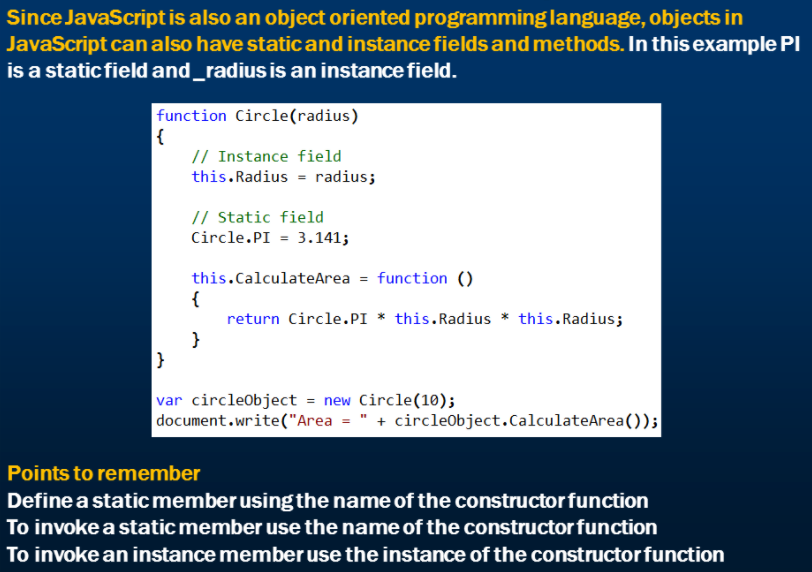 Since JavaScript is also an object oriented programming language, objects in
JavaScript can also have static and instance fields and methods. In this example PI
is a static field and _radius is an instance field.
function Circle(radius)
{
    // Instance field
    this.Radius = radius;
    // Static field
    Circle.PI = 3.141;
    this.CalculateArea = function ()
    {
        return Circle.PI * this.Radius * this.Radius;
    }
}
var circleObject = new Circle(10);
document.write("Area = " + circleObject.CalculateArea());
Points to remember
Define a static member using the name of the constructor function
To invoke a static member use the name of the constructor function
To invoke an instance member use the instance of the constructor function